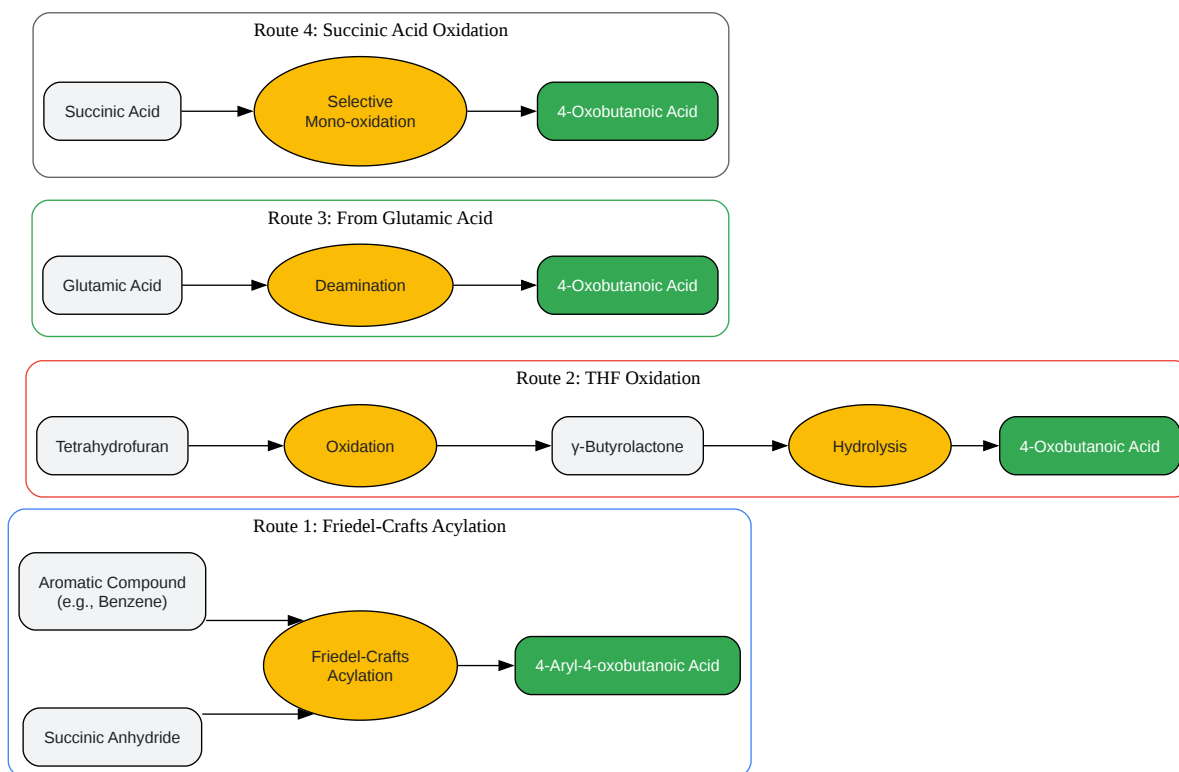 Route 4: Succinic Acid Oxidation
Succinic Acid
Selective
Mono-oxidation
4-Oxobutanoic Acid
Route 3: From Glutamic Acid
Glutamic Acid
Deamination
4-Oxobutanoic Acid
Route 2: THF Oxidation
Tetrahydrofuran
Oxidation
γ-Butyrolactone
Hydrolysis
4-Oxobutanoic Acid
Route 1: Friedel-Crafts Acylation
Aromatic Compound
(e.g., Benzene)
Friedel-Crafts
Acylation
4-Aryl-4-oxobutanoic Acid
Succinic Anhydride